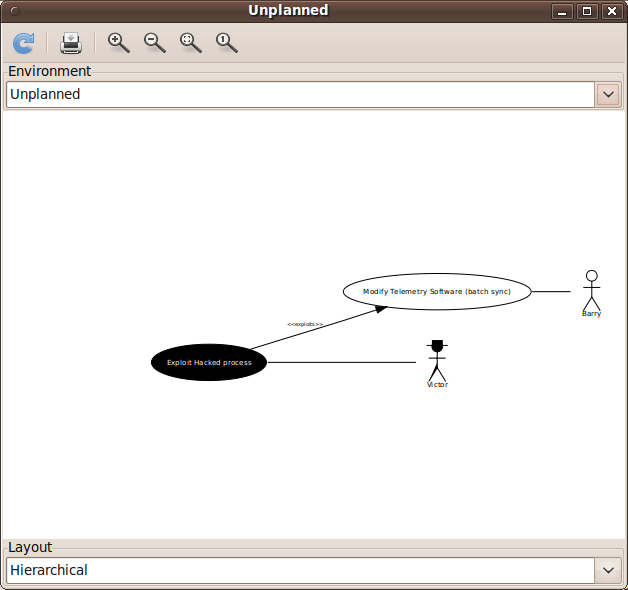 Unplanned
Environment
Unplanned
Modify Telemetry Software (batch sync)
Barry
<<exploits>>
Exploit Hacked process
Victor
Layout
Hierarchical